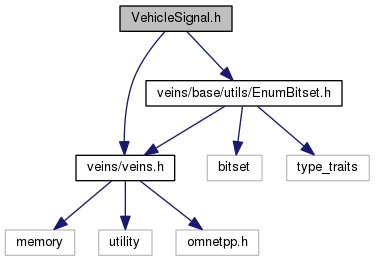 VehicleSignal.h
veins/base/utils/EnumBitset.h
veins/veins.h
bitset
type_traits
memory
utility
omnetpp.h